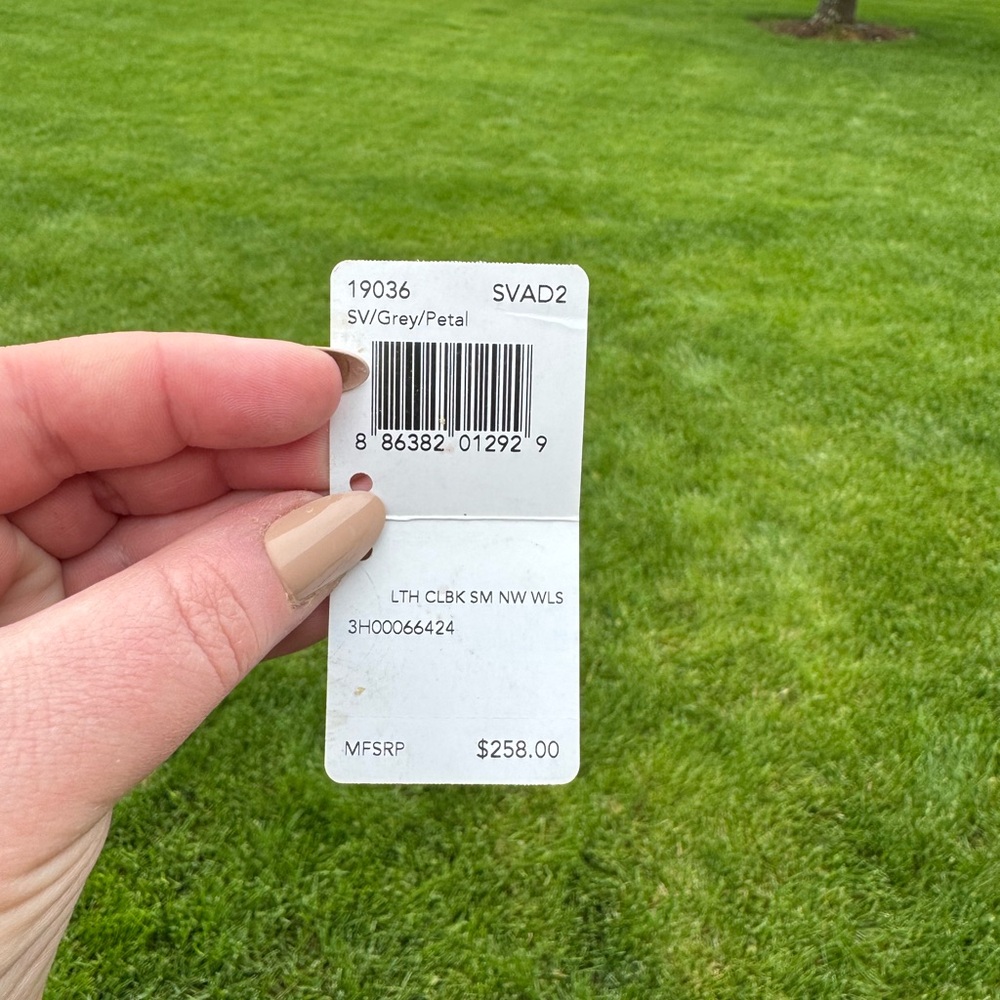 19036 SVAD2
SV/Grey/Petal
8 86382 01292 9
LTH CLBK SM NW WLS
3H00066424
MFSRP $258.00